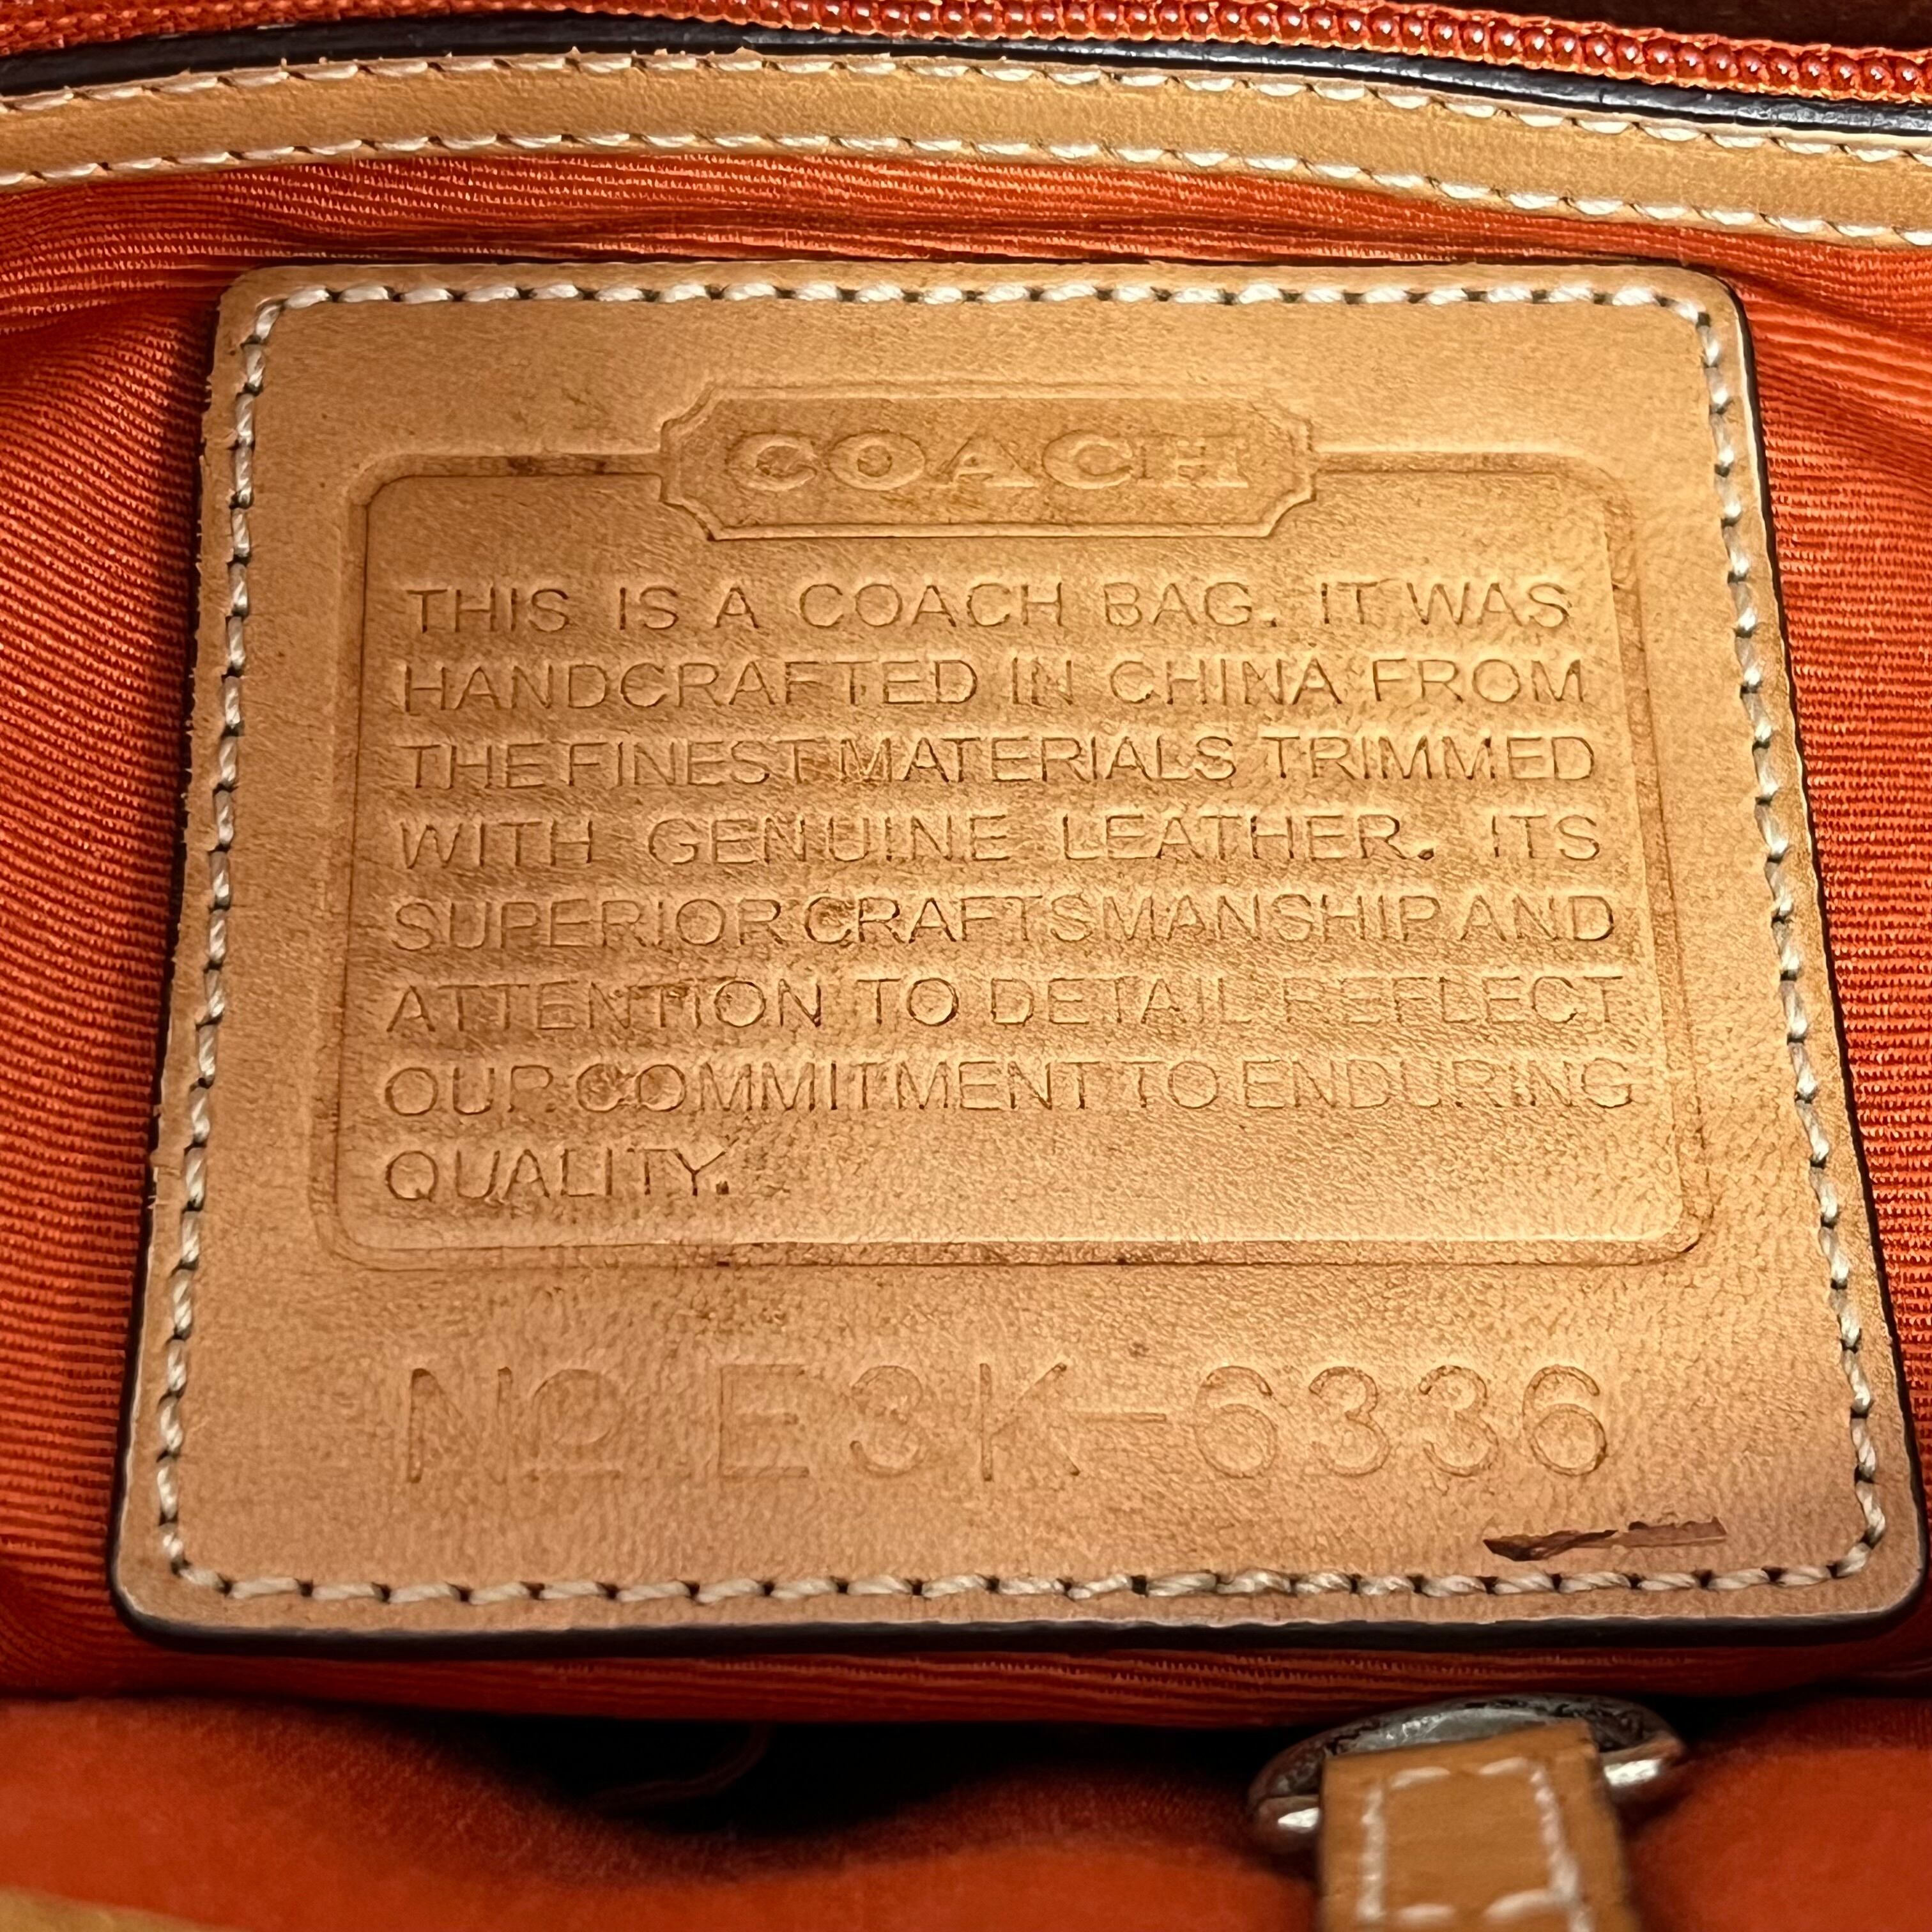 COACH
THIS IS A COACH BAG. IT WAS
HANDCRAFTED IN CHINA FROM
THE FINEST MATERIALS TRIMMED
WITH GENUINE LEATHER. ITS
SUPERIOR CRAFTSMANSHIP AND
ATTENTION TO DETAIL REFLECT
OUR COMMITMENT TO ENDURING
QUALITY.
No E3K-6336